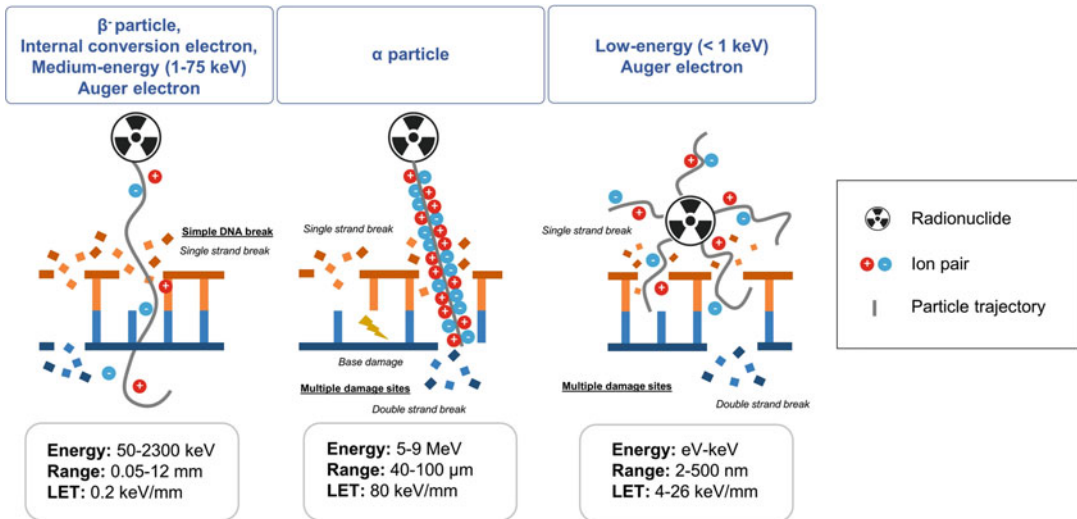 β⁻ particle,
Internal conversion electron,
Medium-energy (1-75 keV)
Auger electron
α particle
Low-energy (< 1 keV)
Auger electron
Simple DNA break
Single strand break
Single strand break
Base damage
Multiple damage sites
Double strand break
Single strand break
Multiple damage sites
Double strand break
Radionuclide
Ion pair
Particle trajectory
Energy: 50-2300 keV
Range: 0.05-12 mm
LET: 0.2 keV/mm
Energy: 5-9 MeV
Range: 40-100 µm
LET: 80 keV/mm
Energy: eV-keV
Range: 2-500 nm
LET: 4-26 keV/mm